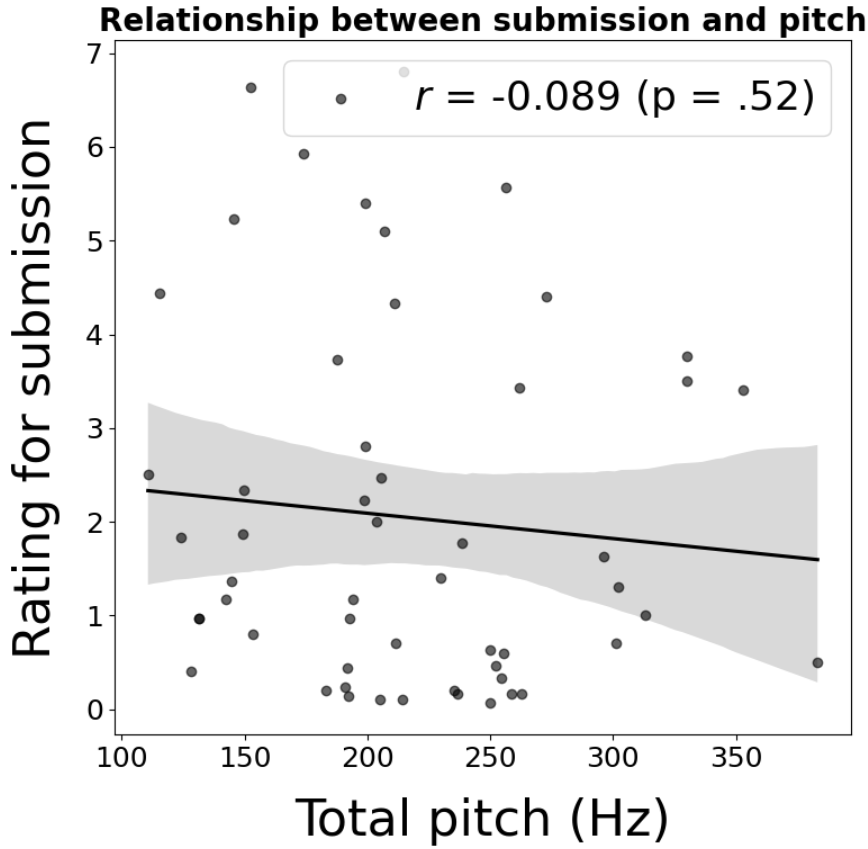 Relationship between submission and pitch
r = -0.089 (p = .52)
Rating for submission
7
6
5
4
3
2
1
0
100 150 200 250 300 350
Total pitch (Hz)